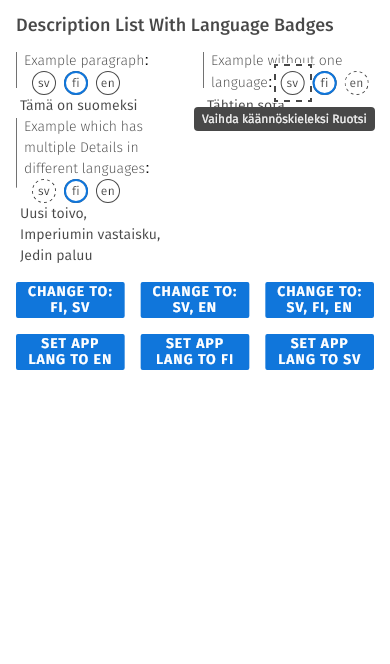 Description List With Language Badges
Example paragraph:
sv fi en
Tämä on suomeksi
Example without one
language: sv fi en
Tähtien sota
Vaihda käännöskieleksi Ruotsi
Example which has
multiple Details in
different languages:
sv fi en
Uusi toivo,
Imperiumin vastaisku,
Jedin paluu
CHANGE TO:
FI, SV
CHANGE TO:
SV, EN
CHANGE TO:
SV, FI, EN
SET APP
LANG TO EN
SET APP
LANG TO FI
SET APP
LANG TO SV